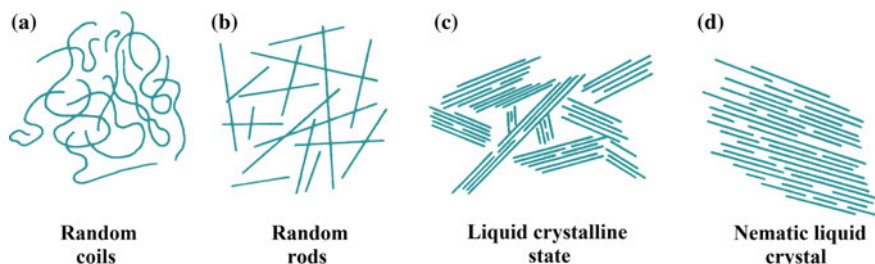 (a)
(b)
(c)
(d)
Random
coils
Random
rods
Liquid crystalline
state
Nematic liquid
crystal